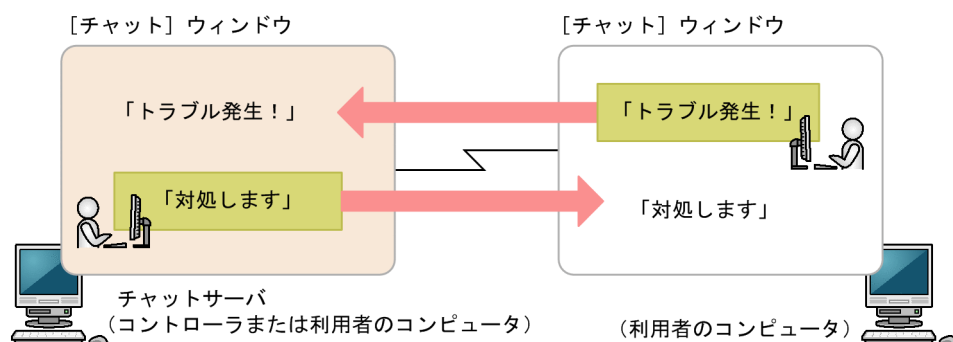 ［チャット］ウィンドウ
［チャット］ウィンドウ
「トラブル発生！」
「トラブル発生！」
「対処します」
「対処します」
チャットサーバ
（コントローラまたは利用者のコンピュータ）
（利用者のコンピュータ）